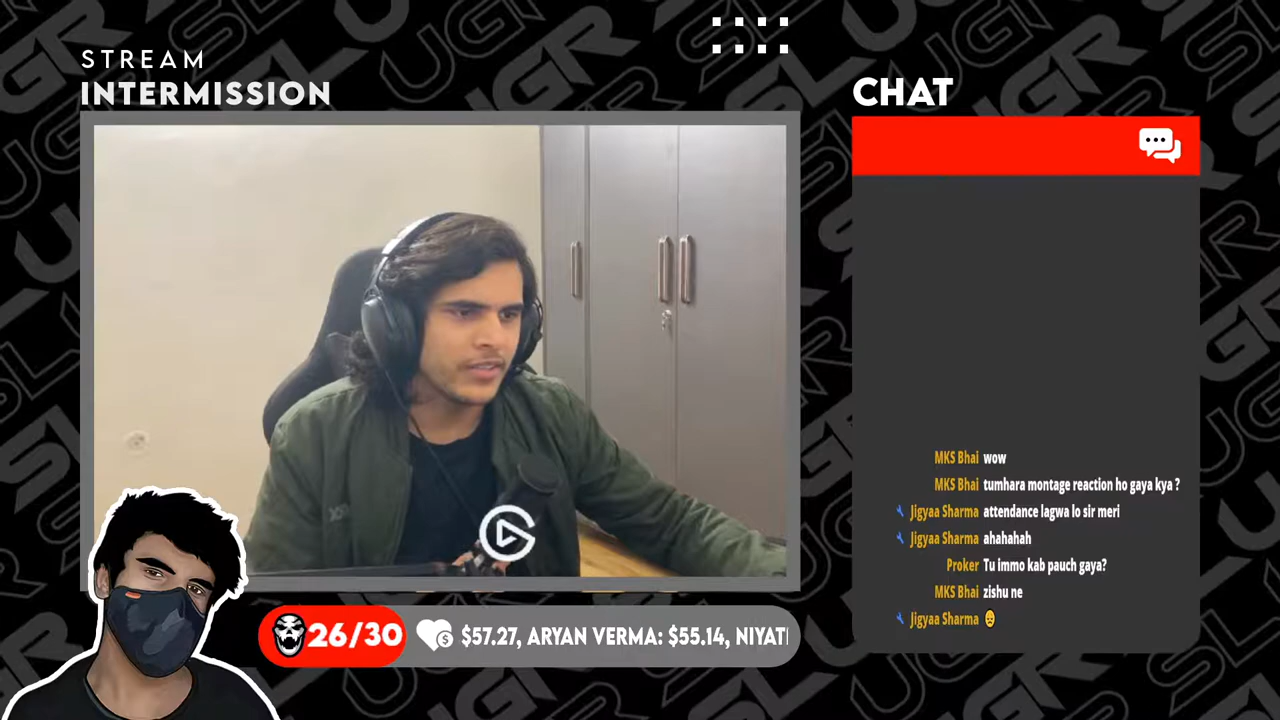 STREAM
INTERMISSION
CHAT
MKS Bhai wow
MKS Bhai tumhara montage reaction ho gaya kya ?
Jigyaa Sharma attendance lagwa lo sir meri
Jigyaa Sharma ahahahah
Proker Tu immo kab pauch gaya?
MKS Bhai zishu ne
Jigyaa Sharma
26/30
$57.27, ARYAN VERMA: $55.14, NIYATI